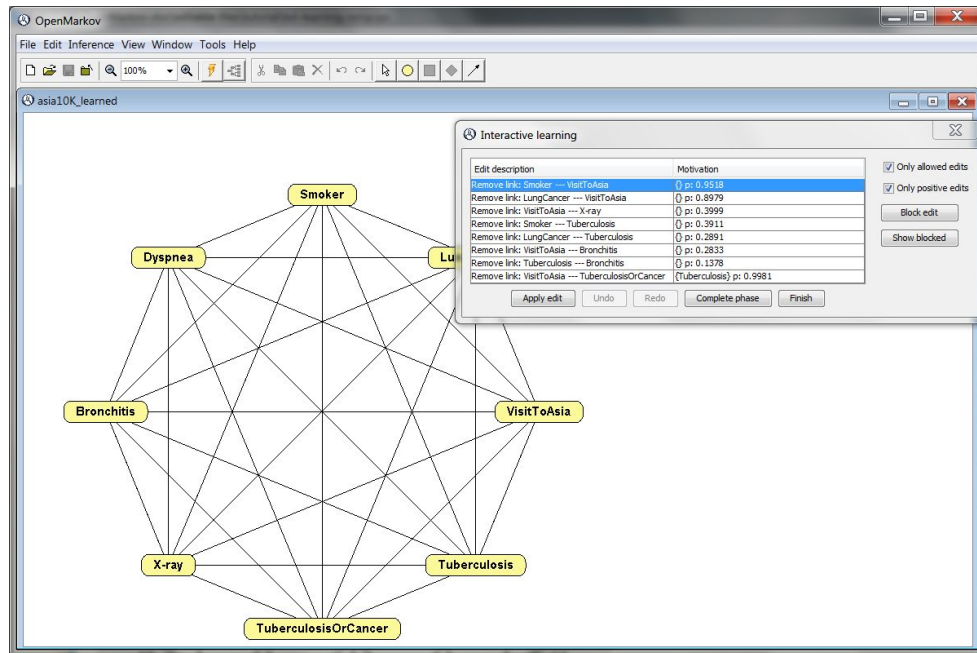 OpenMarkov
File Edit Inference View Window Tools Help
100%
asia10K_learned
Interactive learning
Edit description Motivation
Remove link: Smoker --- VisitToAsia {} p: 0.9518
Remove link: LungCancer --- VisitToAsia {} p: 0.8979
Remove link: VisitToAsia --- X-ray {} p: 0.3999
Remove link: Smoker --- Tuberculosis {} p: 0.3911
Remove link: LungCancer --- Tuberculosis {} p: 0.2891
Remove link: VisitToAsia --- Bronchitis {} p: 0.2833
Remove link: Tuberculosis --- Bronchitis {} p: 0.1378
Remove link: VisitToAsia --- TuberculosisOrCancer {Tuberculosis} p: 0.9981
Only allowed edits
Only positive edits
Block edit
Show blocked
Apply edit Undo Redo Complete phase Finish
Smoker
Dyspnea
Lu
Bronchitis
VisitToAsia
X-ray
Tuberculosis
TuberculosisOrCancer